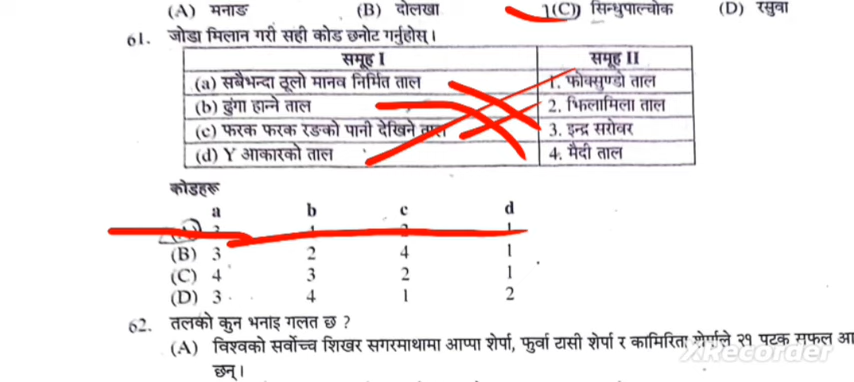 (A) मनाङ (B) दोलखा (C) सिन्धुपाल्चोक (D) रसुवा
61. जोडा मिलान गरी सही कोड छनोट गर्नुहोस् ।
समूह I समूह II
(a) सबैभन्दा ठूलो मानव निर्मित ताल 1. फोक्सुण्डो ताल
(b) ढुंगा हान्ने ताल 2. झिलामिला ताल
(c) फरक फरक रङको पानी देखिने ताल 3. इन्द्र सरोवर
(d) Y आकारको ताल 4. मैदी ताल
कोडहरू
a b c d
(B) 3 2 4 1
(C) 4 3 2 1
(D) 3 4 1 2
62. तलको कुन भनाइ गलत छ ?
(A) विश्वको सर्वोच्च शिखर सगरमाथामा आप्पा शेर्पा, फुर्वा टासी शेर्पा र कामिरिता शेर्पाले २१ पटक सफल आ
छन् ।
XRecorder